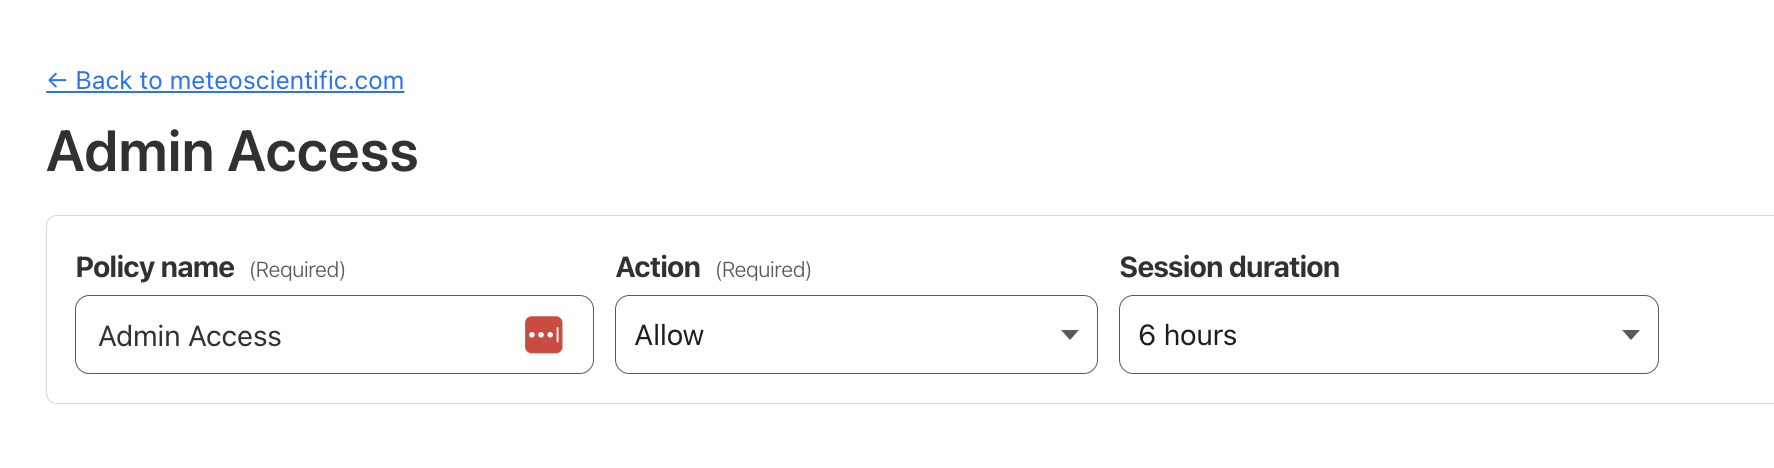 ← Back to meteoscientific.com
Admin Access
Policy name (Required)
Action (Required)
Session duration
Admin Access
Allow
6 hours